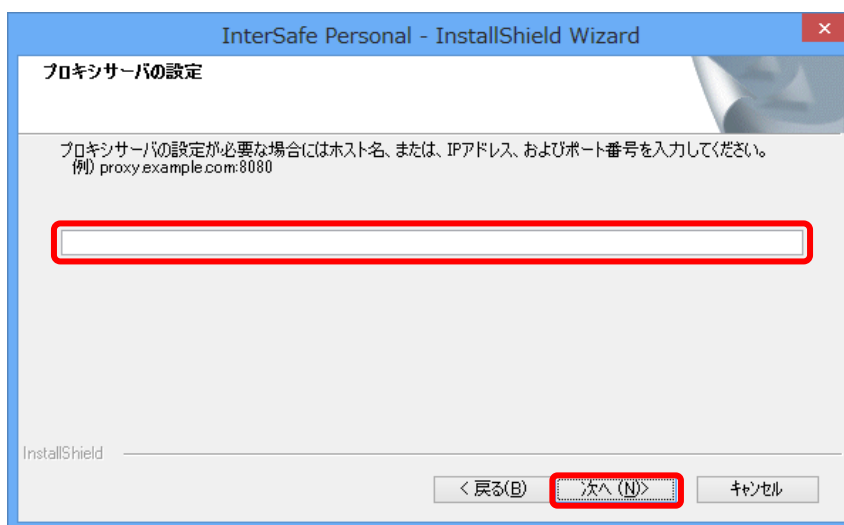 InterSafe Personal - InstallShield Wizard
プロキシサーバの設定
プロキシサーバの設定が必要な場合にはホスト名、または、IPアドレス、およびポート番号を入力してください。
例) proxy.example.com:8080
InstallShield
< 戻る(B)
次へ (N)>
キャンセル